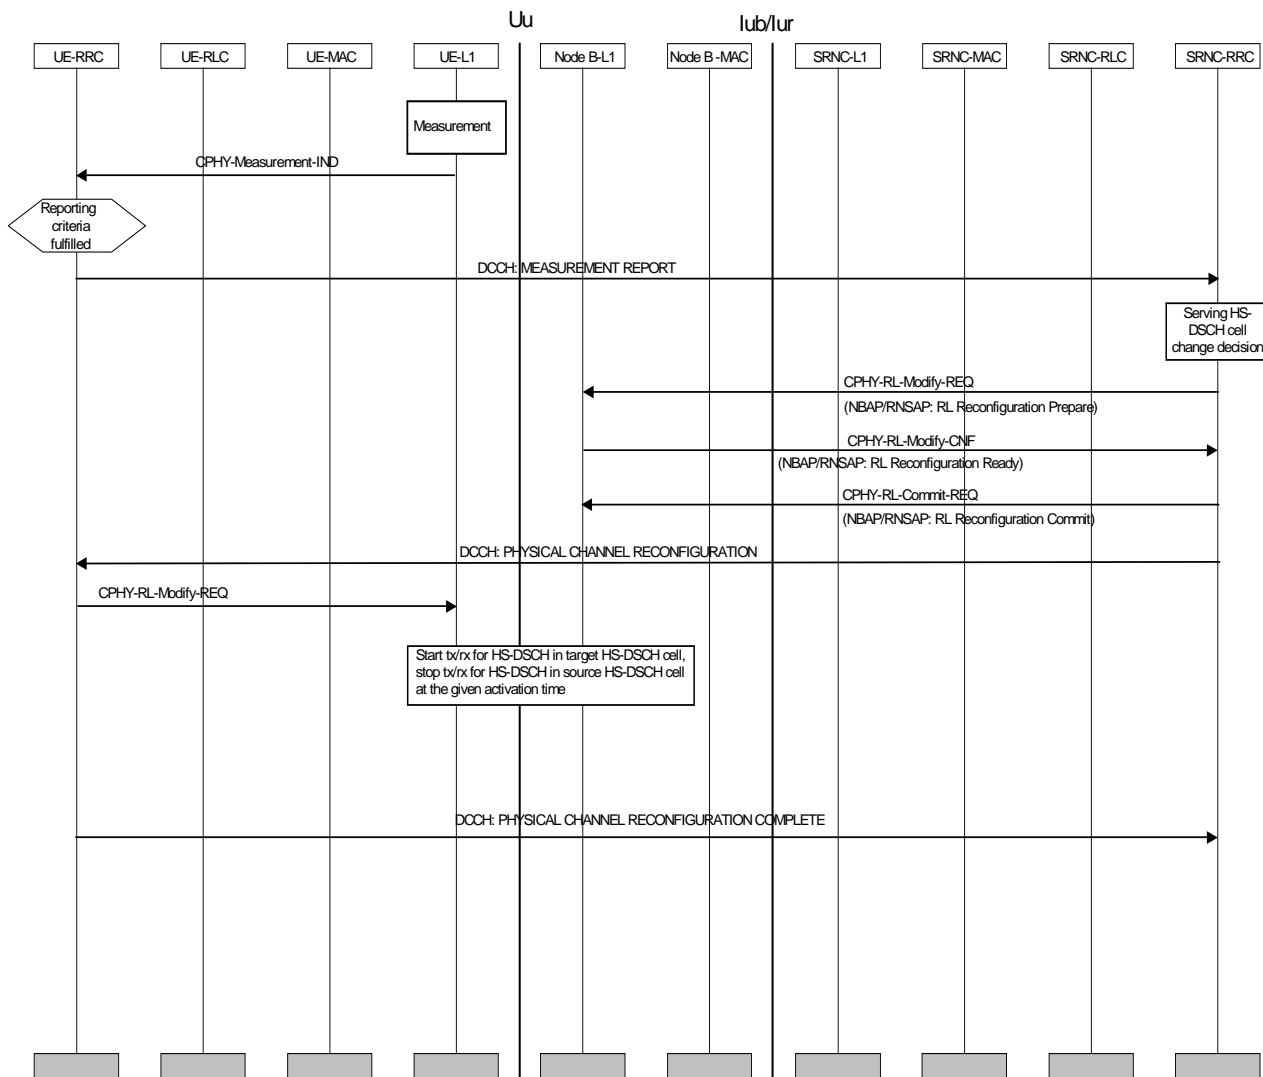 Uu
Iub/Iur
UE-RRC
UE-RLC
UE-MAC
UE-L1
Node B-L1
Node B -MAC
SRNC-L1
SRNC-MAC
SRNC-RLC
SRNC-RRC
Measurement
CPHY-Measurement-IND
Reporting
criteria
fulfilled
DCCH: MEASUREMENT REPORT
Serving HS-
DSCH cell
change decision
CPHY-RL-Modify-REQ
(NBAP/RNSAP: RL Reconfiguration Prepare)
CPHY-RL-Modify-CNF
(NBAP/RNSAP: RL Reconfiguration Ready)
CPHY-RL-Commit-REQ
(NBAP/RNSAP: RL Reconfiguration Commit)
DCCH: PHYSICAL CHANNEL RECONFIGURATION
CPHY-RL-Modify-REQ
Start tx/rx for HS-DSCH in target HS-DSCH cell,
stop tx/rx for HS-DSCH in source HS-DSCH cell
at the given activation time
DCCH: PHYSICAL CHANNEL RECONFIGURATION COMPLETE